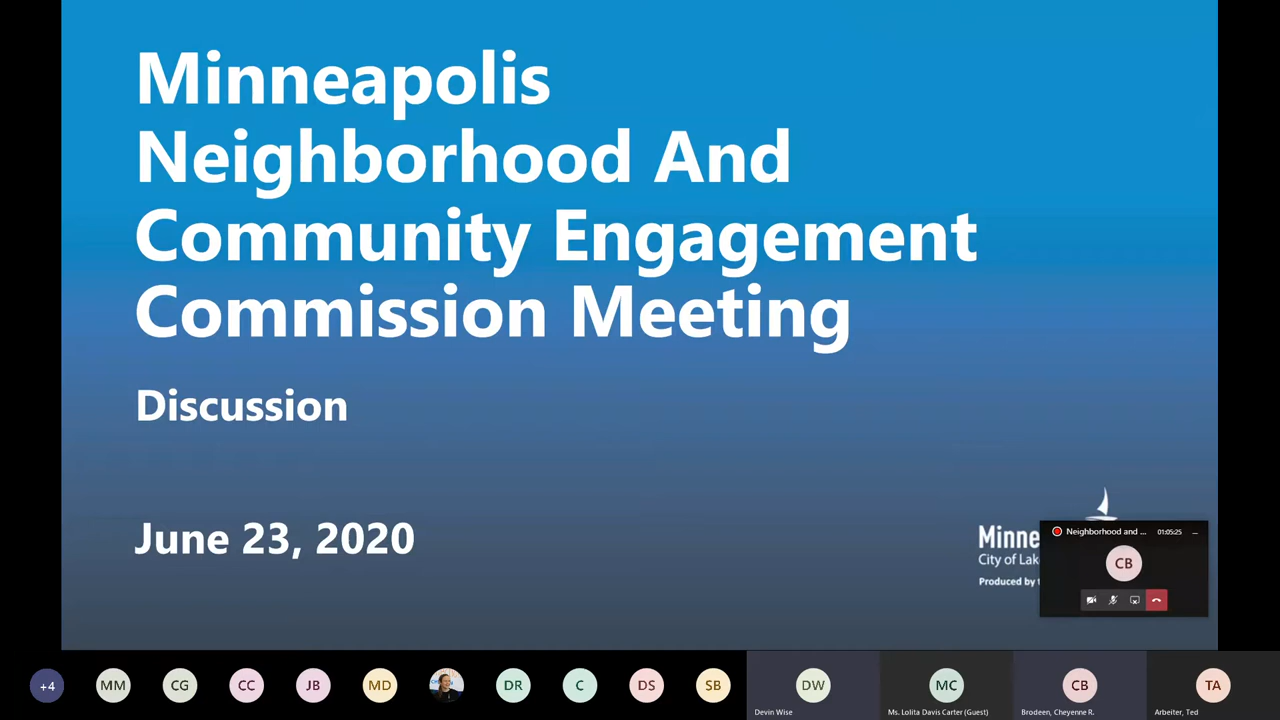 Minneapolis
Neighborhood And
Community Engagement
Commission Meeting
Discussion
June 23, 2020
Minne
City of Lak
Produced by
Neighborhood and ...
01:05:25
CB
+4
MM
CG
CC
JB
MD
DR
C
DS
SB
DW
MC
CB
TA
Devin Wise
Ms. Lolita Davis Carter (Guest)
Brodeen, Cheyenne R.
Arbeiter, Ted